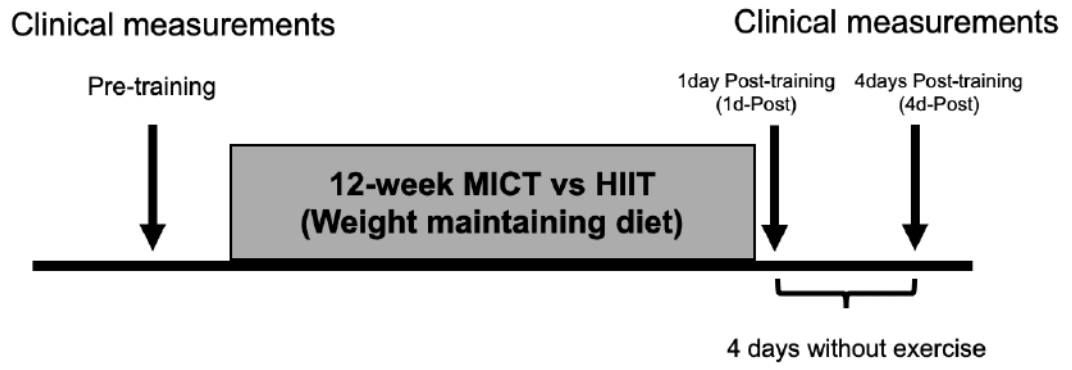 Clinical measurements
Clinical measurements
Pre-training
1day Post-training
(1d-Post)
4days Post-training
(4d-Post)
12-week MICT vs HIIT
(Weight maintaining diet)
4 days without exercise